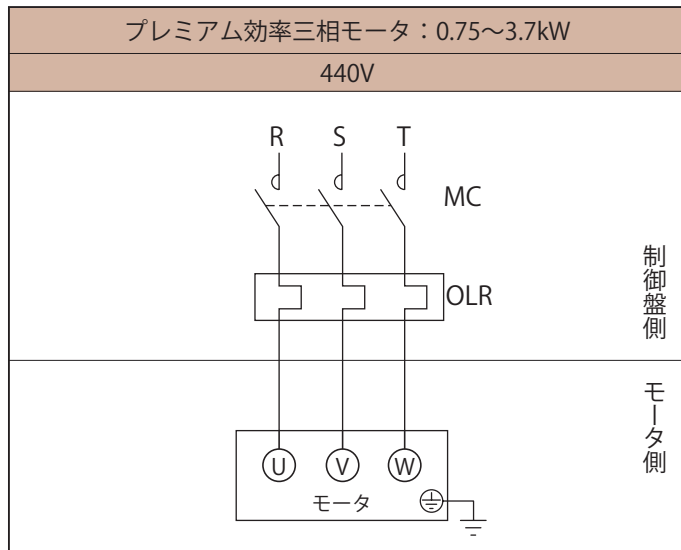 プレミアム効率三相モータ：0.75～3.7kW
440V
R S T
MC
OLR
制御盤側
モータ側
U V W
モータ